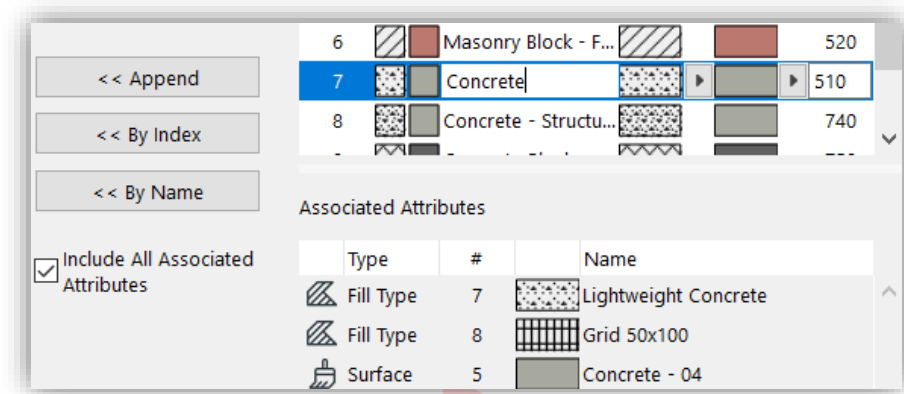 6 Masonry Block - F... 520
<< Append
7 Concrete 510
<< By Index
8 Concrete - Structu... 740
<< By Name
Associated Attributes
Include All Associated
Attributes
Type # Name
Fill Type 7 Lightweight Concrete
Fill Type 8 Grid 50x100
Surface 5 Concrete - 04